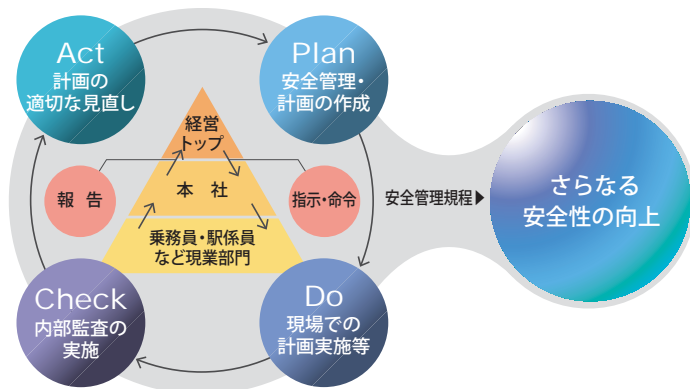 Act
計画の
適切な見直し
Plan
安全管理・
計画の作成
経営
トップ
報 告
本 社
指示・命令
乗務員・駅係員
など現業部門
安全管理規程▶
さらなる
安全性の向上
Check
内部監査の
実施
Do
現場での
計画実施等